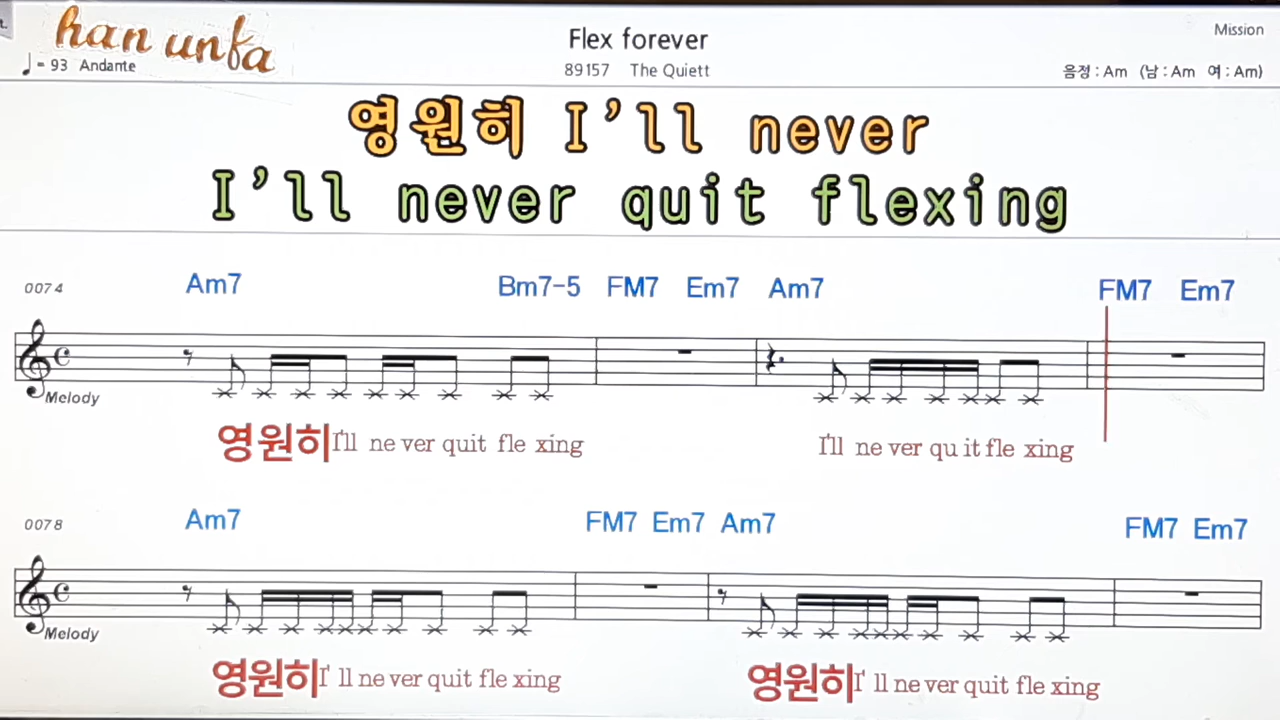 han unfa
Flex forever
Mission
♩= 93 Andante
89157 The Quiett
음정 : Am (남 : Am 여 : Am)
영원히 I'll never
I'll never quit flexing
0074 Am7 Bm7-5 FM7 Em7 Am7 FM7 Em7
Melody
영원히 I'll ne ver quit fle xing I'll ne ver qu it fle xing
0078 Am7 FM7 Em7 Am7 FM7 Em7
Melody
영원히 I' ll ne ver quit fle xing 영원히 I' ll ne ver quit fle xing